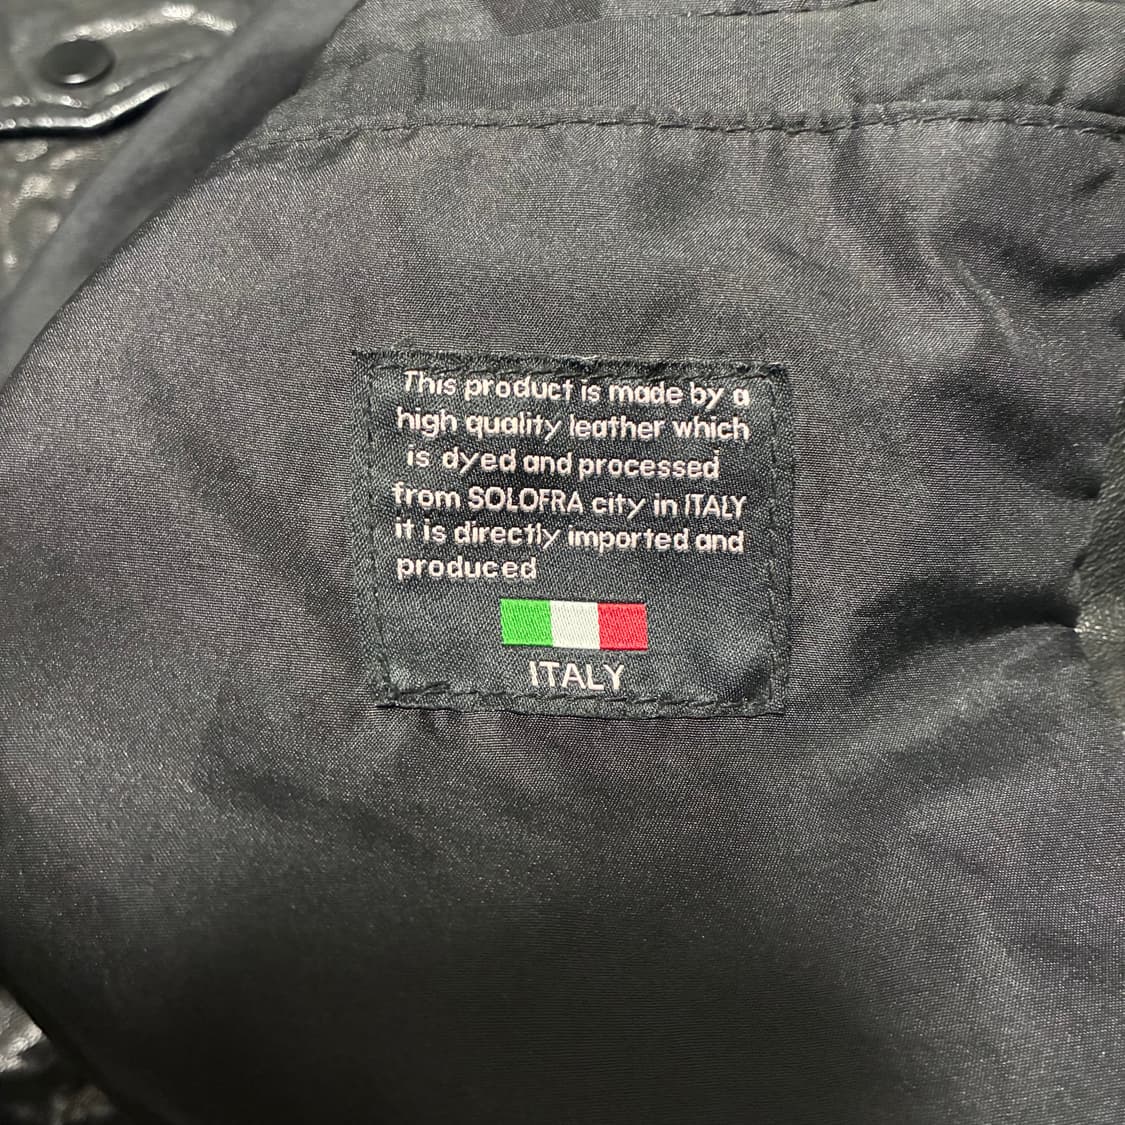 This product is made by a
high quality leather which
is dyed and processed
from SOLOFRA city in ITALY
it is directly imported and
produced
ITALY